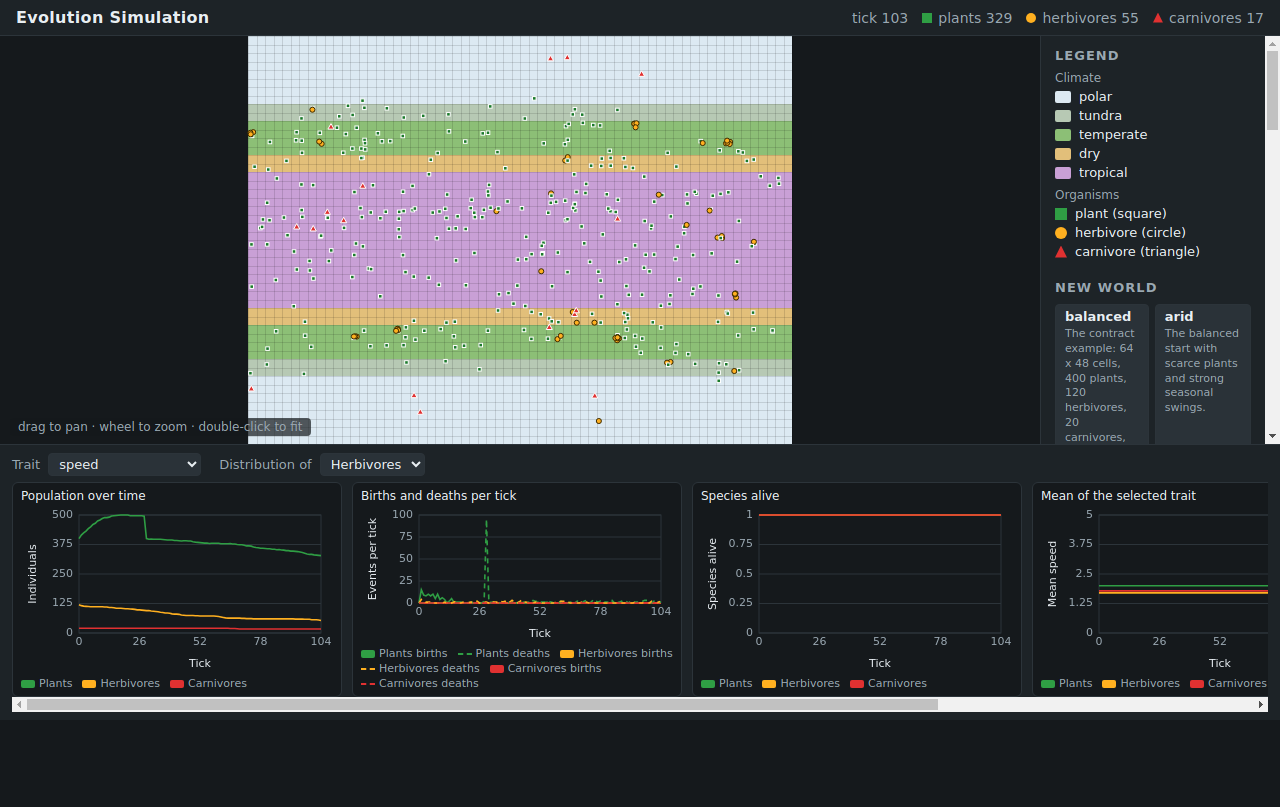 Evolution Simulation
tick 103 plants 329 herbivores 55 carnivores 17
LEGEND
Climate
polar
tundra
temperate
dry
tropical
Organisms
plant (square)
herbivore (circle)
carnivore (triangle)
NEW WORLD
balanced
The contract
example: 64
x 48 cells,
400 plants,
120
herbivores,
20
carnivores,
arid
The balanced
start with
scarce plants
and strong
seasonal
swings.
drag to pan · wheel to zoom · double-click to fit
Trait speed Distribution of Herbivores
Population over time
Individuals
500
375
250
125
0
0 26 52 78 104
Tick
Plants Herbivores Carnivores
Births and deaths per tick
Events per tick
100
75
50
25
0
0 26 52 78 104
Tick
Plants births Plants deaths Herbivores births
Herbivores deaths Carnivores births
Carnivores deaths
Species alive
Species alive
1
0.75
0.5
0.25
0
0 26 52 78 104
Tick
Plants Herbivores Carnivores
Mean of the selected trait
Mean speed
5
3.75
2.5
1.25
0
0 26 52
Tick
Plants Herbivores Carnivores